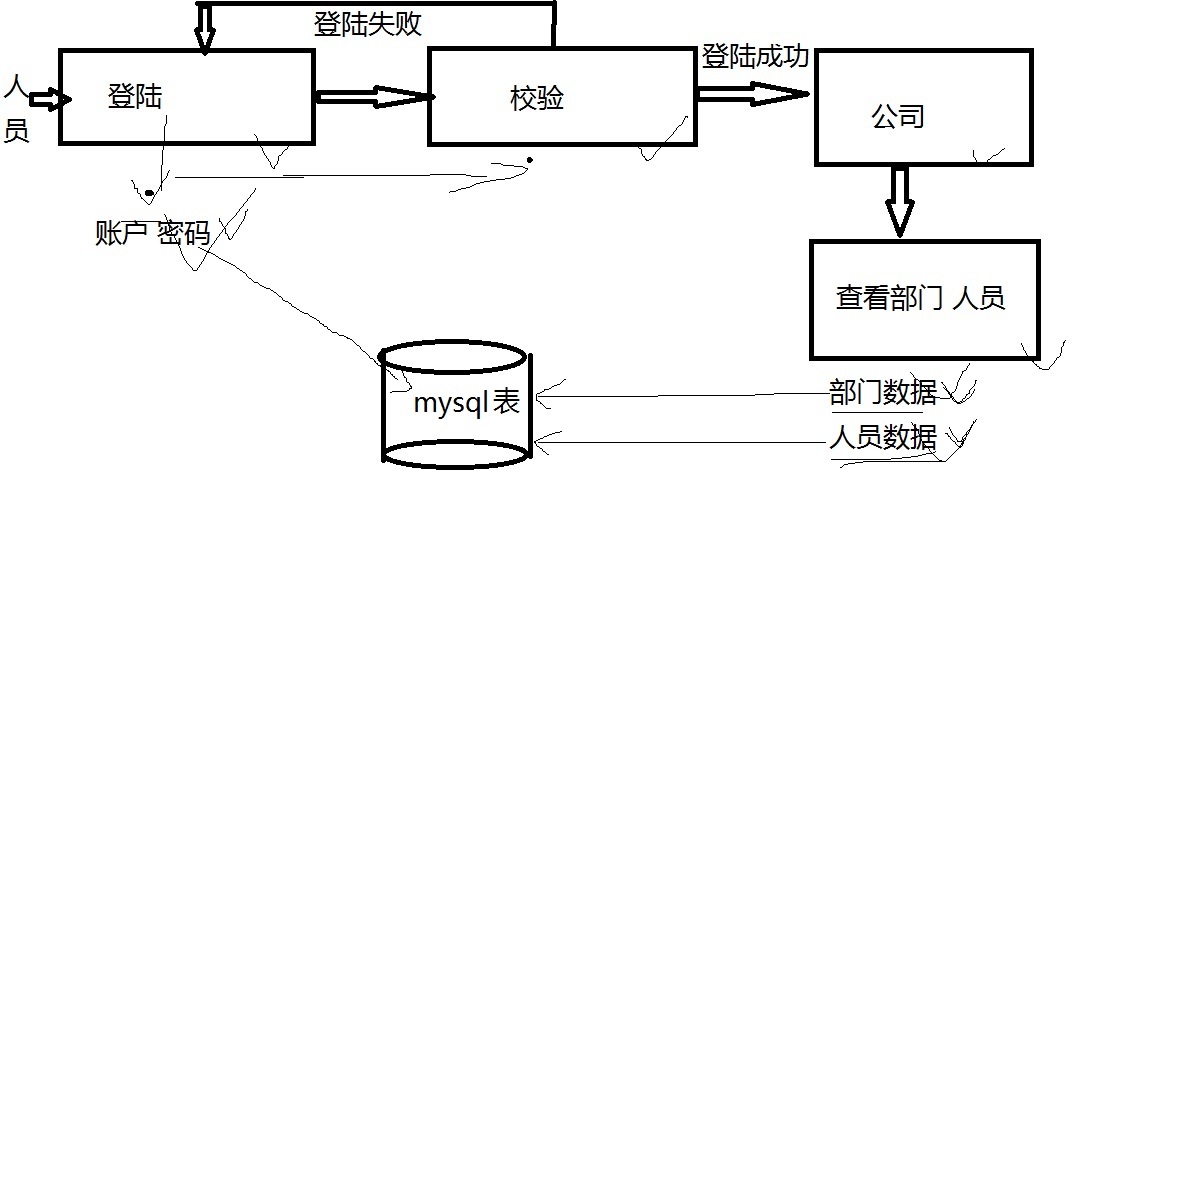 登陆失败
登陆成功
人
员
登陆
校验
公司
账户 密码
查看部门 人员
mysql表
部门数据
人员数据